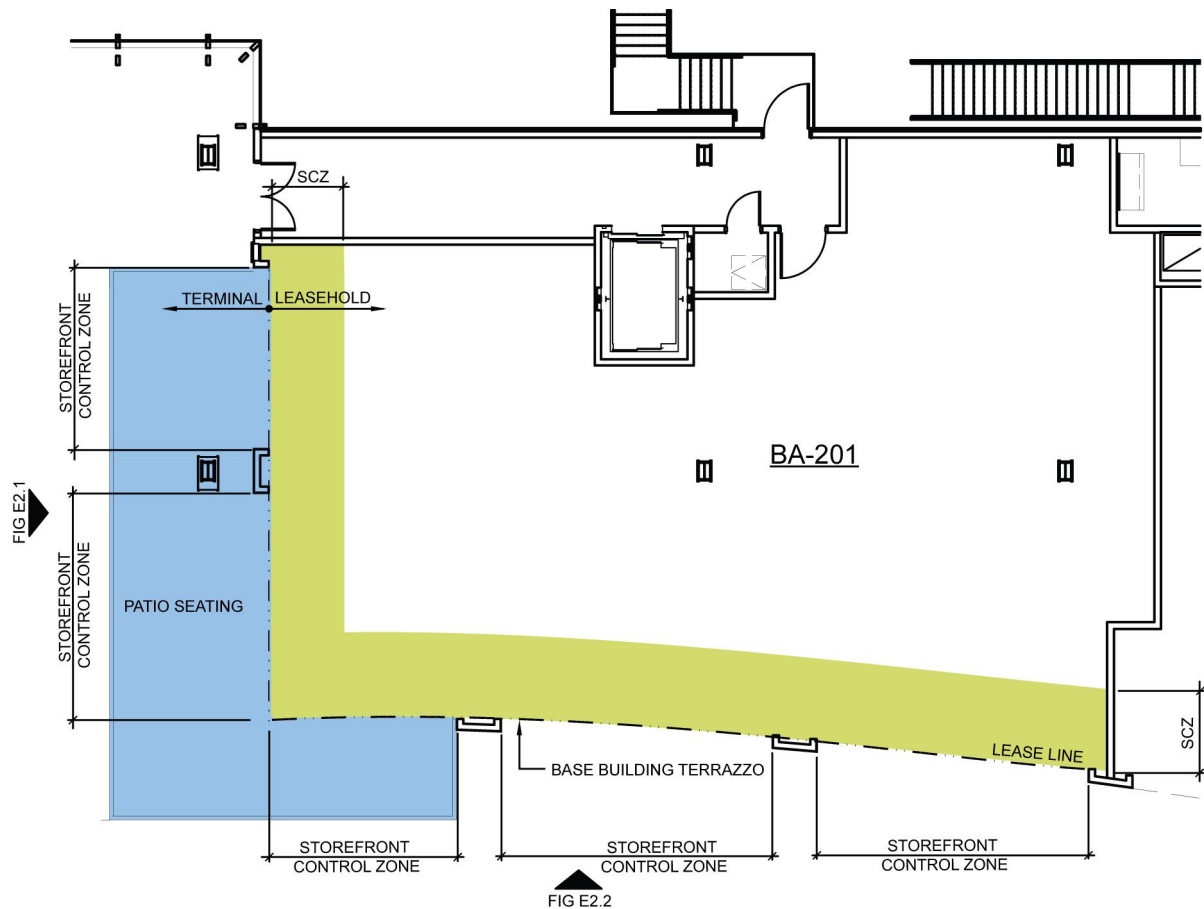 SCZ
TERMINAL
LEASEHOLD
STOREFRONT
CONTROL ZONE
BA-201
FIG E2.1
STOREFRONT
CONTROL ZONE
PATIO SEATING
SCZ
LEASE LINE
BASE BUILDING TERRAZZO
STOREFRONT
CONTROL ZONE
STOREFRONT
CONTROL ZONE
STOREFRONT
CONTROL ZONE
FIG E2.2